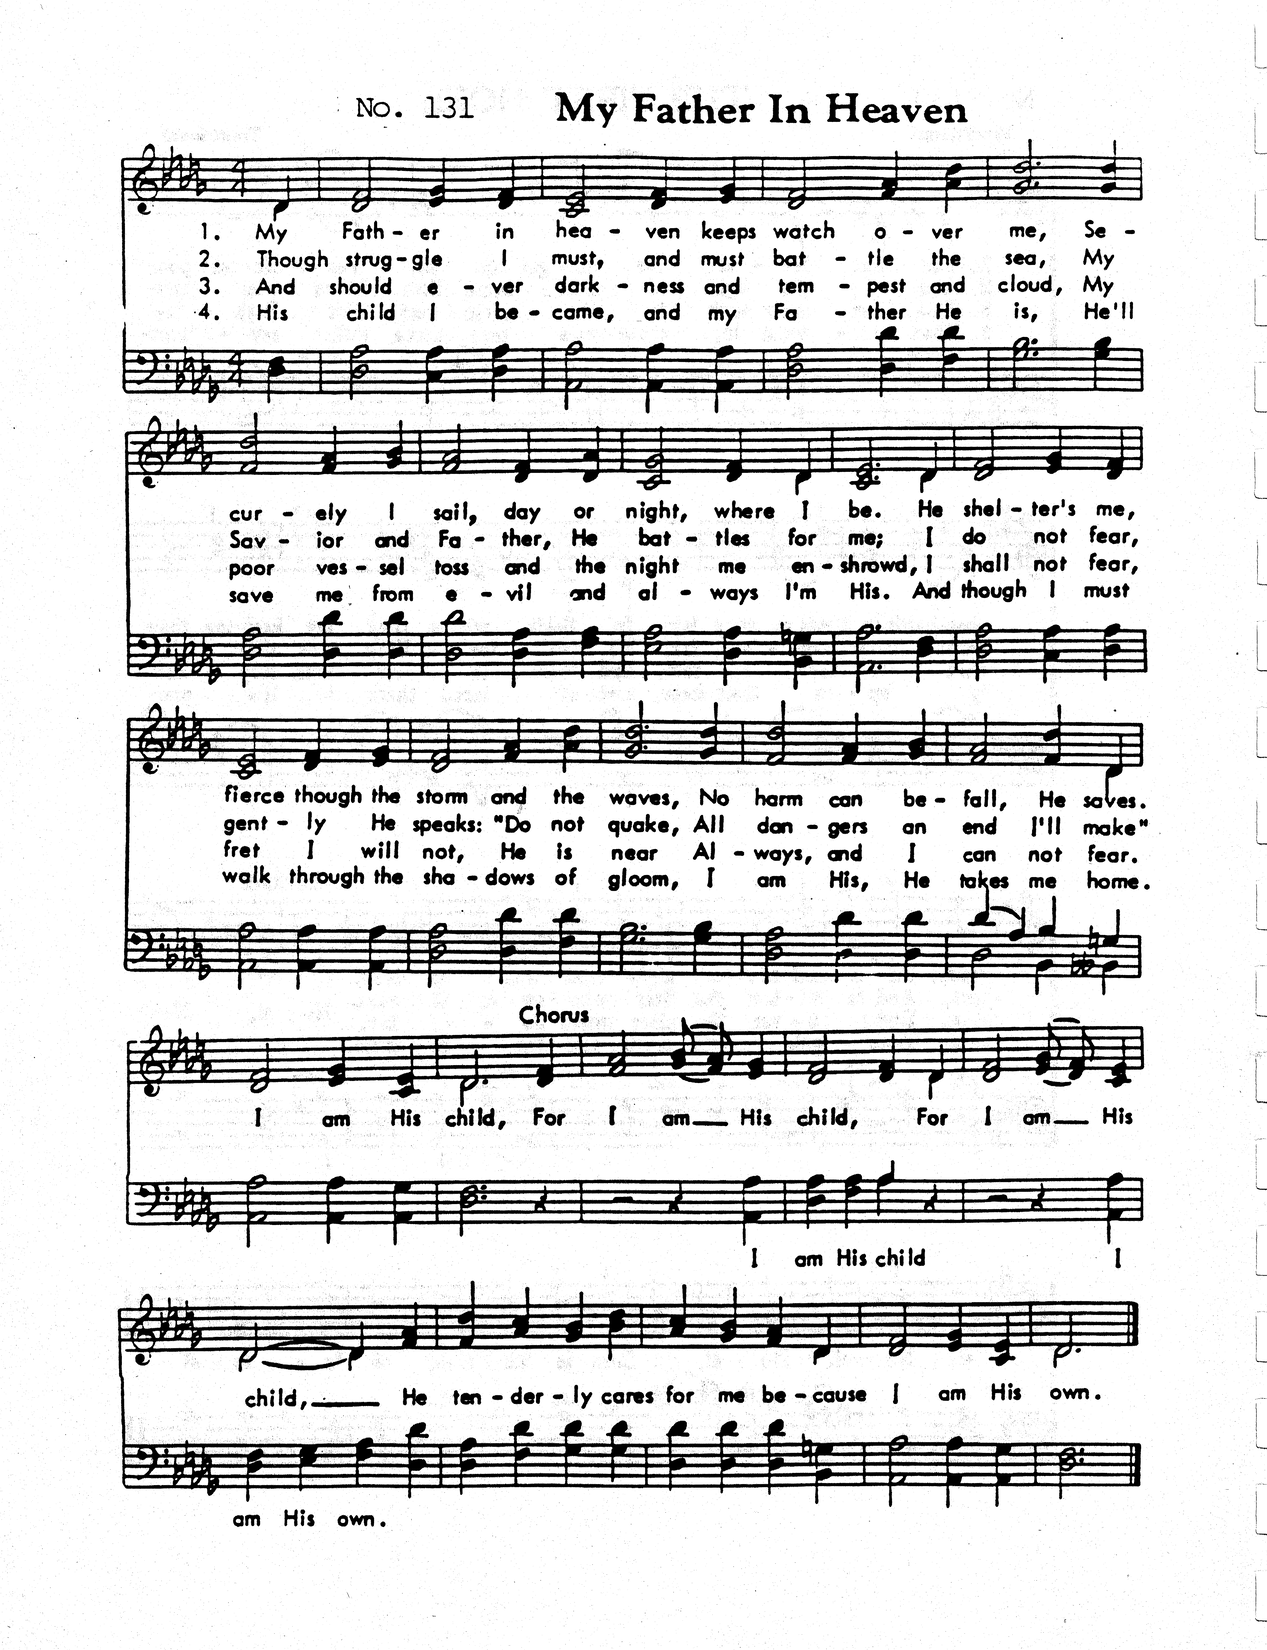 No. 131 My Father In Heaven
1. My Fath - er in hea - ven keeps watch o - ver me, Se -
2. Though strug - gle I must, and must bat - tle the sea, My
3. And should e - ver dark - ness and tem - pest and cloud, My
4. His child I be - came, and my Fa - ther He is, He'll
cur - ely I sail, day or night, where I be. He shel - ter's me,
Sav - ior and Fa - ther, He bat - tles for me; I do not fear,
poor ves - sel toss and the night me en - shrowd, I shall not fear,
save me from e - vil and al - ways I'm His. And though I must
fierce though the storm and the waves, No harm can be - fall, He saves.
gent - ly He speaks: "Do not quake, All dan - gers an end I'll make"
fret I will not, He is near Al - ways, and I can not fear.
walk through the sha - dows of gloom, I am His, He takes me home.
Chorus
I am His child, For I am His child, For I am His
I am His child I
child, He ten - der - ly cares for me be - cause I am His own.
am His own.